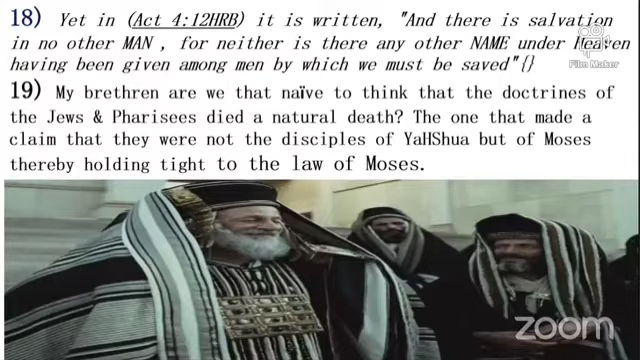 18) Yet in (Act 4:12HRB) it is written, "And there is salvation
in no other MAN , for neither is there any other NAME under Heaven
having been given among men by which we must be saved"{}
Film Maker
19) My brethren are we that naïve to think that the doctrines of
the Jews & Pharisees died a natural death? The one that made a
claim that they were not the disciples of YaHShua but of Moses
thereby holding tight to the law of Moses.
zoom